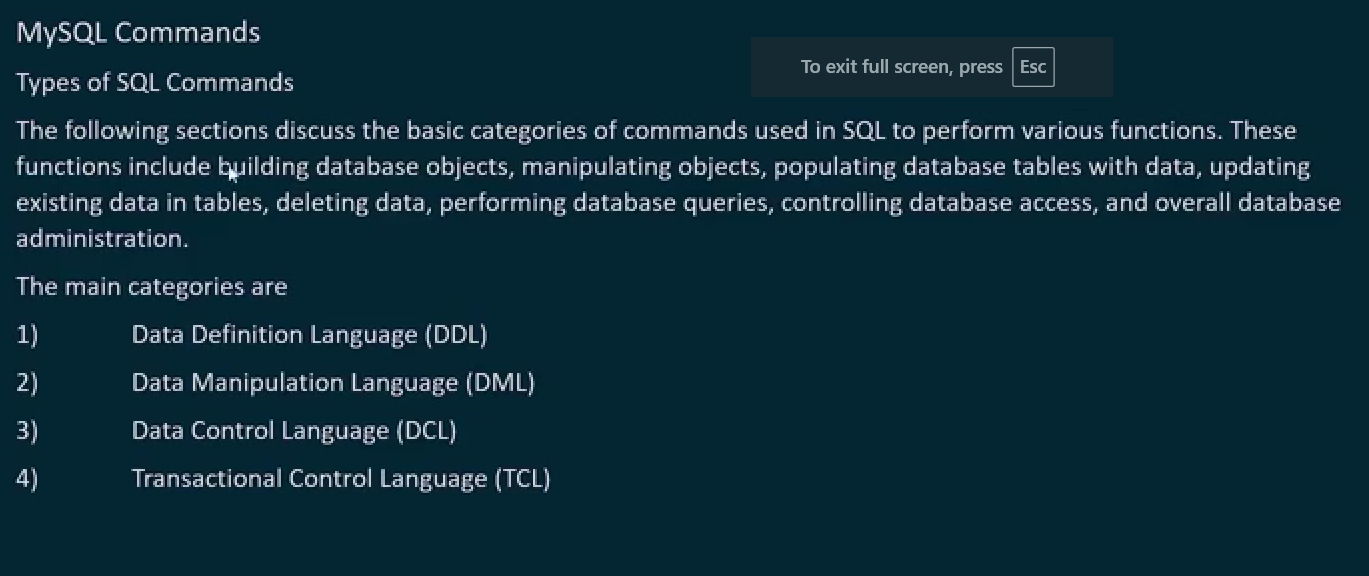 MySQL Commands
To exit full screen, press Esc
Types of SQL Commands
The following sections discuss the basic categories of commands used in SQL to perform various functions. These
functions include building database objects, manipulating objects, populating database tables with data, updating
existing data in tables, deleting data, performing database queries, controlling database access, and overall database
administration.
The main categories are
1) Data Definition Language (DDL)
2) Data Manipulation Language (DML)
3) Data Control Language (DCL)
4) Transactional Control Language (TCL)